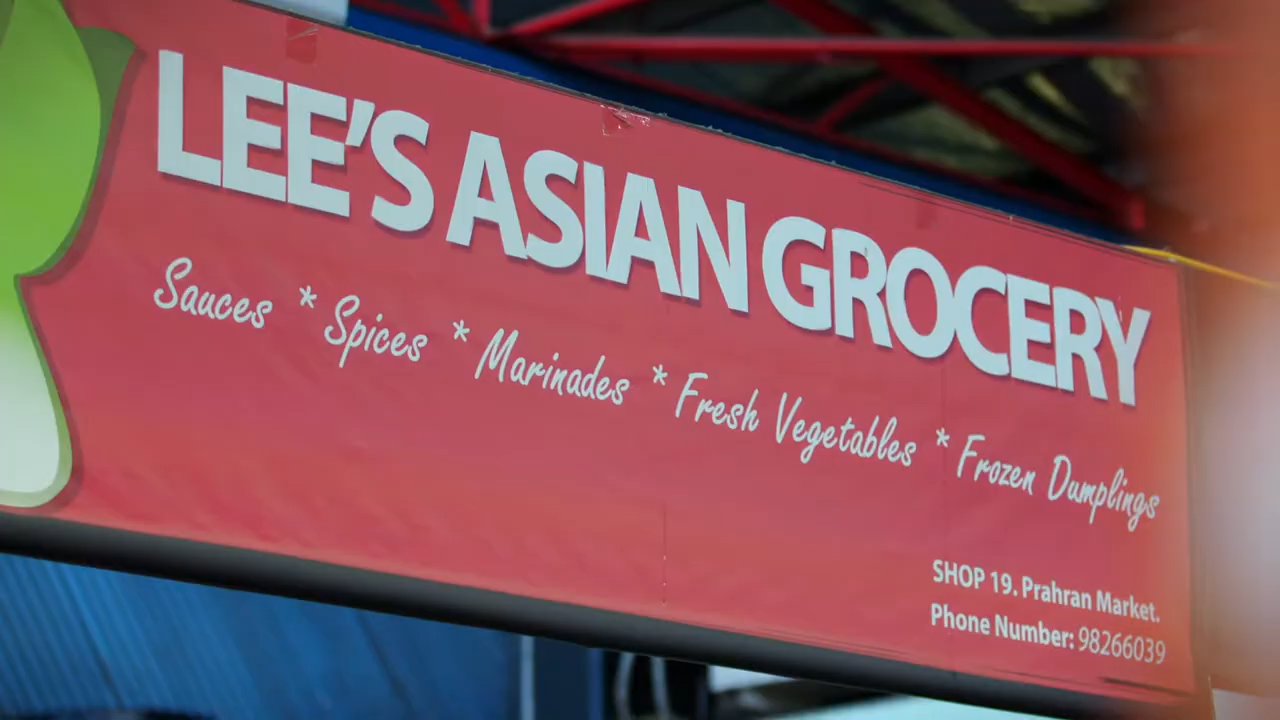 LEE'S ASIAN GROCERY
Sauces * Spices * Marinades * Fresh Vegetables * Frozen Dumplings
SHOP 19. Prahran Market.
Phone Number: 98266039